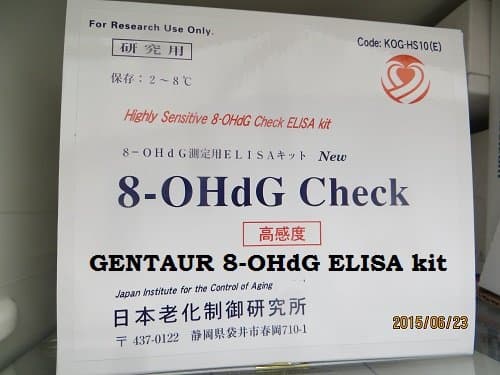 For Research Use Only.
研究用
Code: KOG-HS10(E)
保存：2～8℃
Highly Sensitive 8-OHdG Check ELISA kit
8－OHdG測定用ELISAキット New
8-OHdG Check
高感度
GENTAUR 8-OHdG ELISA kit
Japan Institute for the Control of Aging
日本老化制御研究所
〒 437-0122 静岡県袋井市春岡710-1
2015/06/23